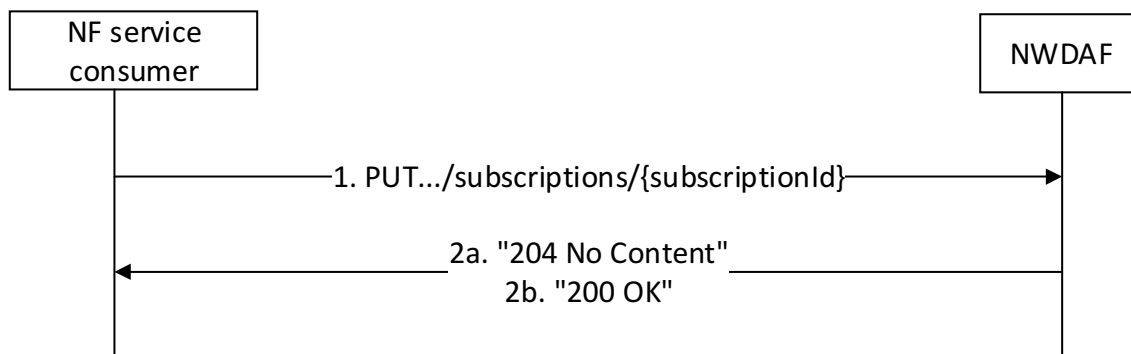 NF service
consumer
NWDAF
1. PUT.../subscriptions/{subscriptionId}
2a. "204 No Content"
2b. "200 OK"